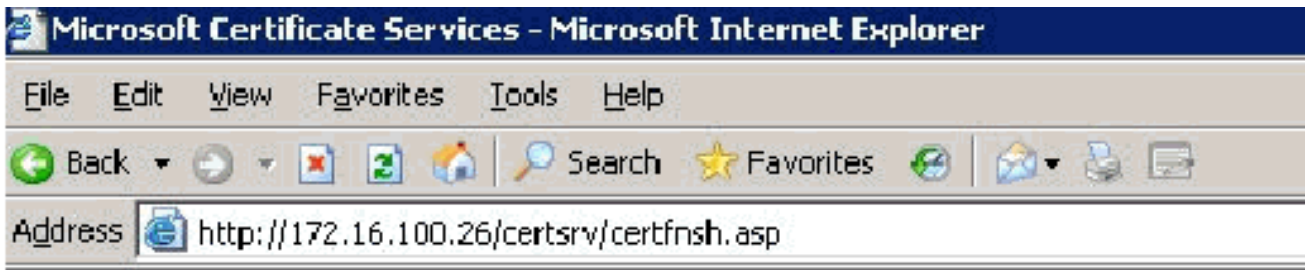 Microsoft Certificate Services - Microsoft Internet Explorer
File Edit View Favorites Tools Help
Back Search Favorites
Address http://172.16.100.26/certsrv/certfnsh.asp